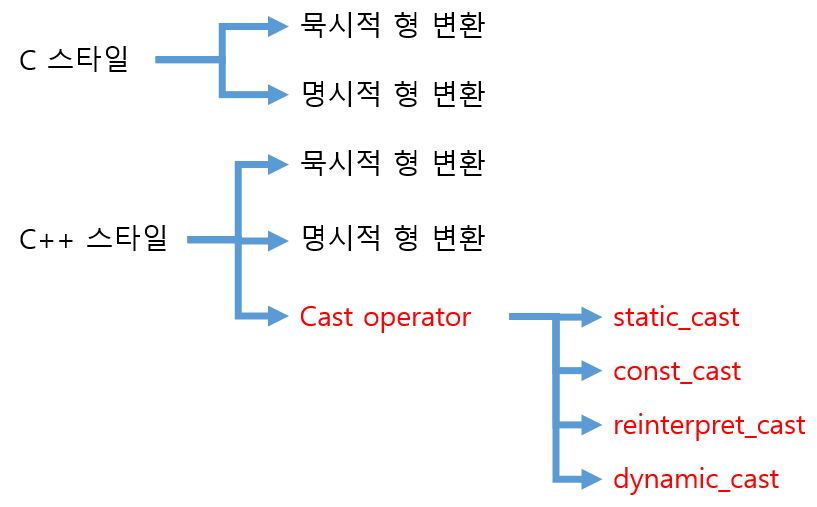 묵시적 형 변환
C 스타일
명시적 형 변환
묵시적 형 변환
C++ 스타일
명시적 형 변환
Cast operator
static_cast
const_cast
reinterpret_cast
dynamic_cast